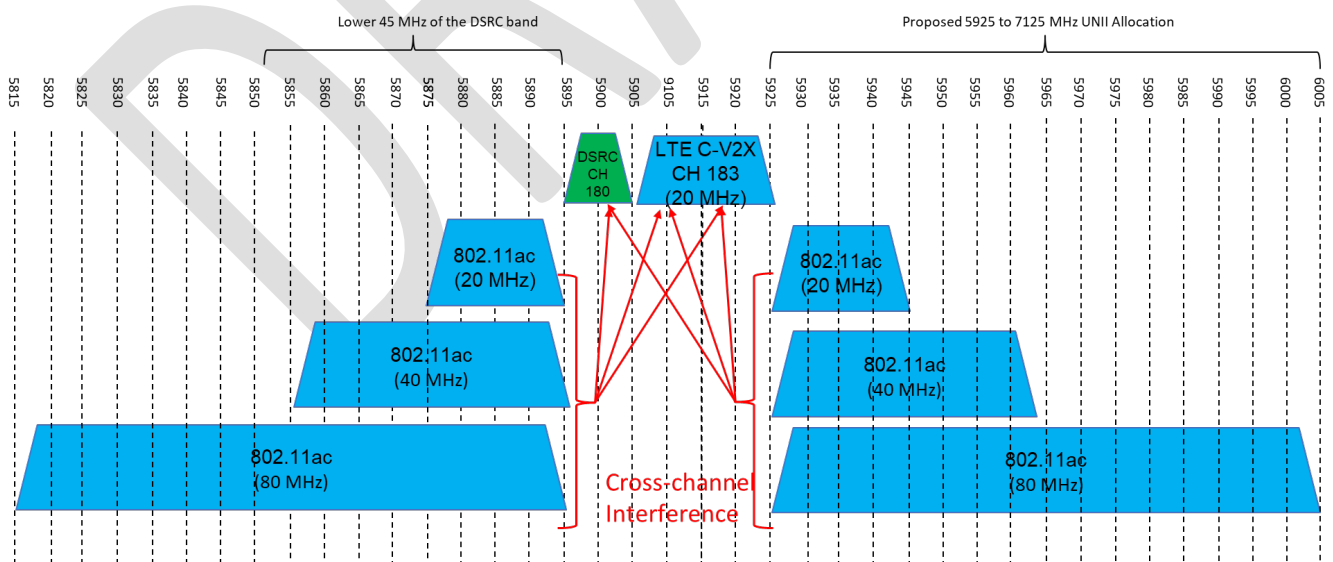 Lower 45 MHz of the DSRC band
Proposed 5925 to 7125 MHz UNII Allocation
5815
5820
5825
5830
5835
5840
5845
5850
5855
5860
5865
5870
5875
5880
5885
5890
5895
5900
5905
9105
5915
5920
5925
5930
5935
5940
5945
5950
5955
5960
5965
5970
5975
5980
5985
5990
5995
6000
6005
DSRC
CH
180
LTE C-V2X
CH 183
(20 MHz)
802.11ac
(20 MHz)
802.11ac
(20 MHz)
802.11ac
(40 MHz)
802.11ac
(40 MHz)
802.11ac
(80 MHz)
802.11ac
(80 MHz)
Cross-channel
Interference